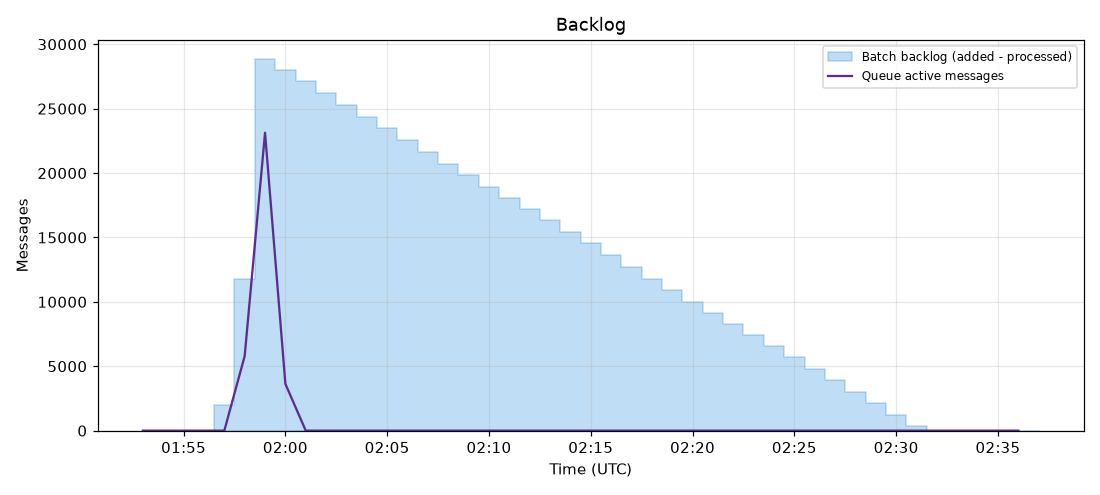 Backlog
30000
25000
20000
15000
10000
5000
0
Messages
Batch backlog (added - processed)
Queue active messages
01:55 02:00 02:05 02:10 02:15 02:20 02:25 02:30 02:35
Time (UTC)